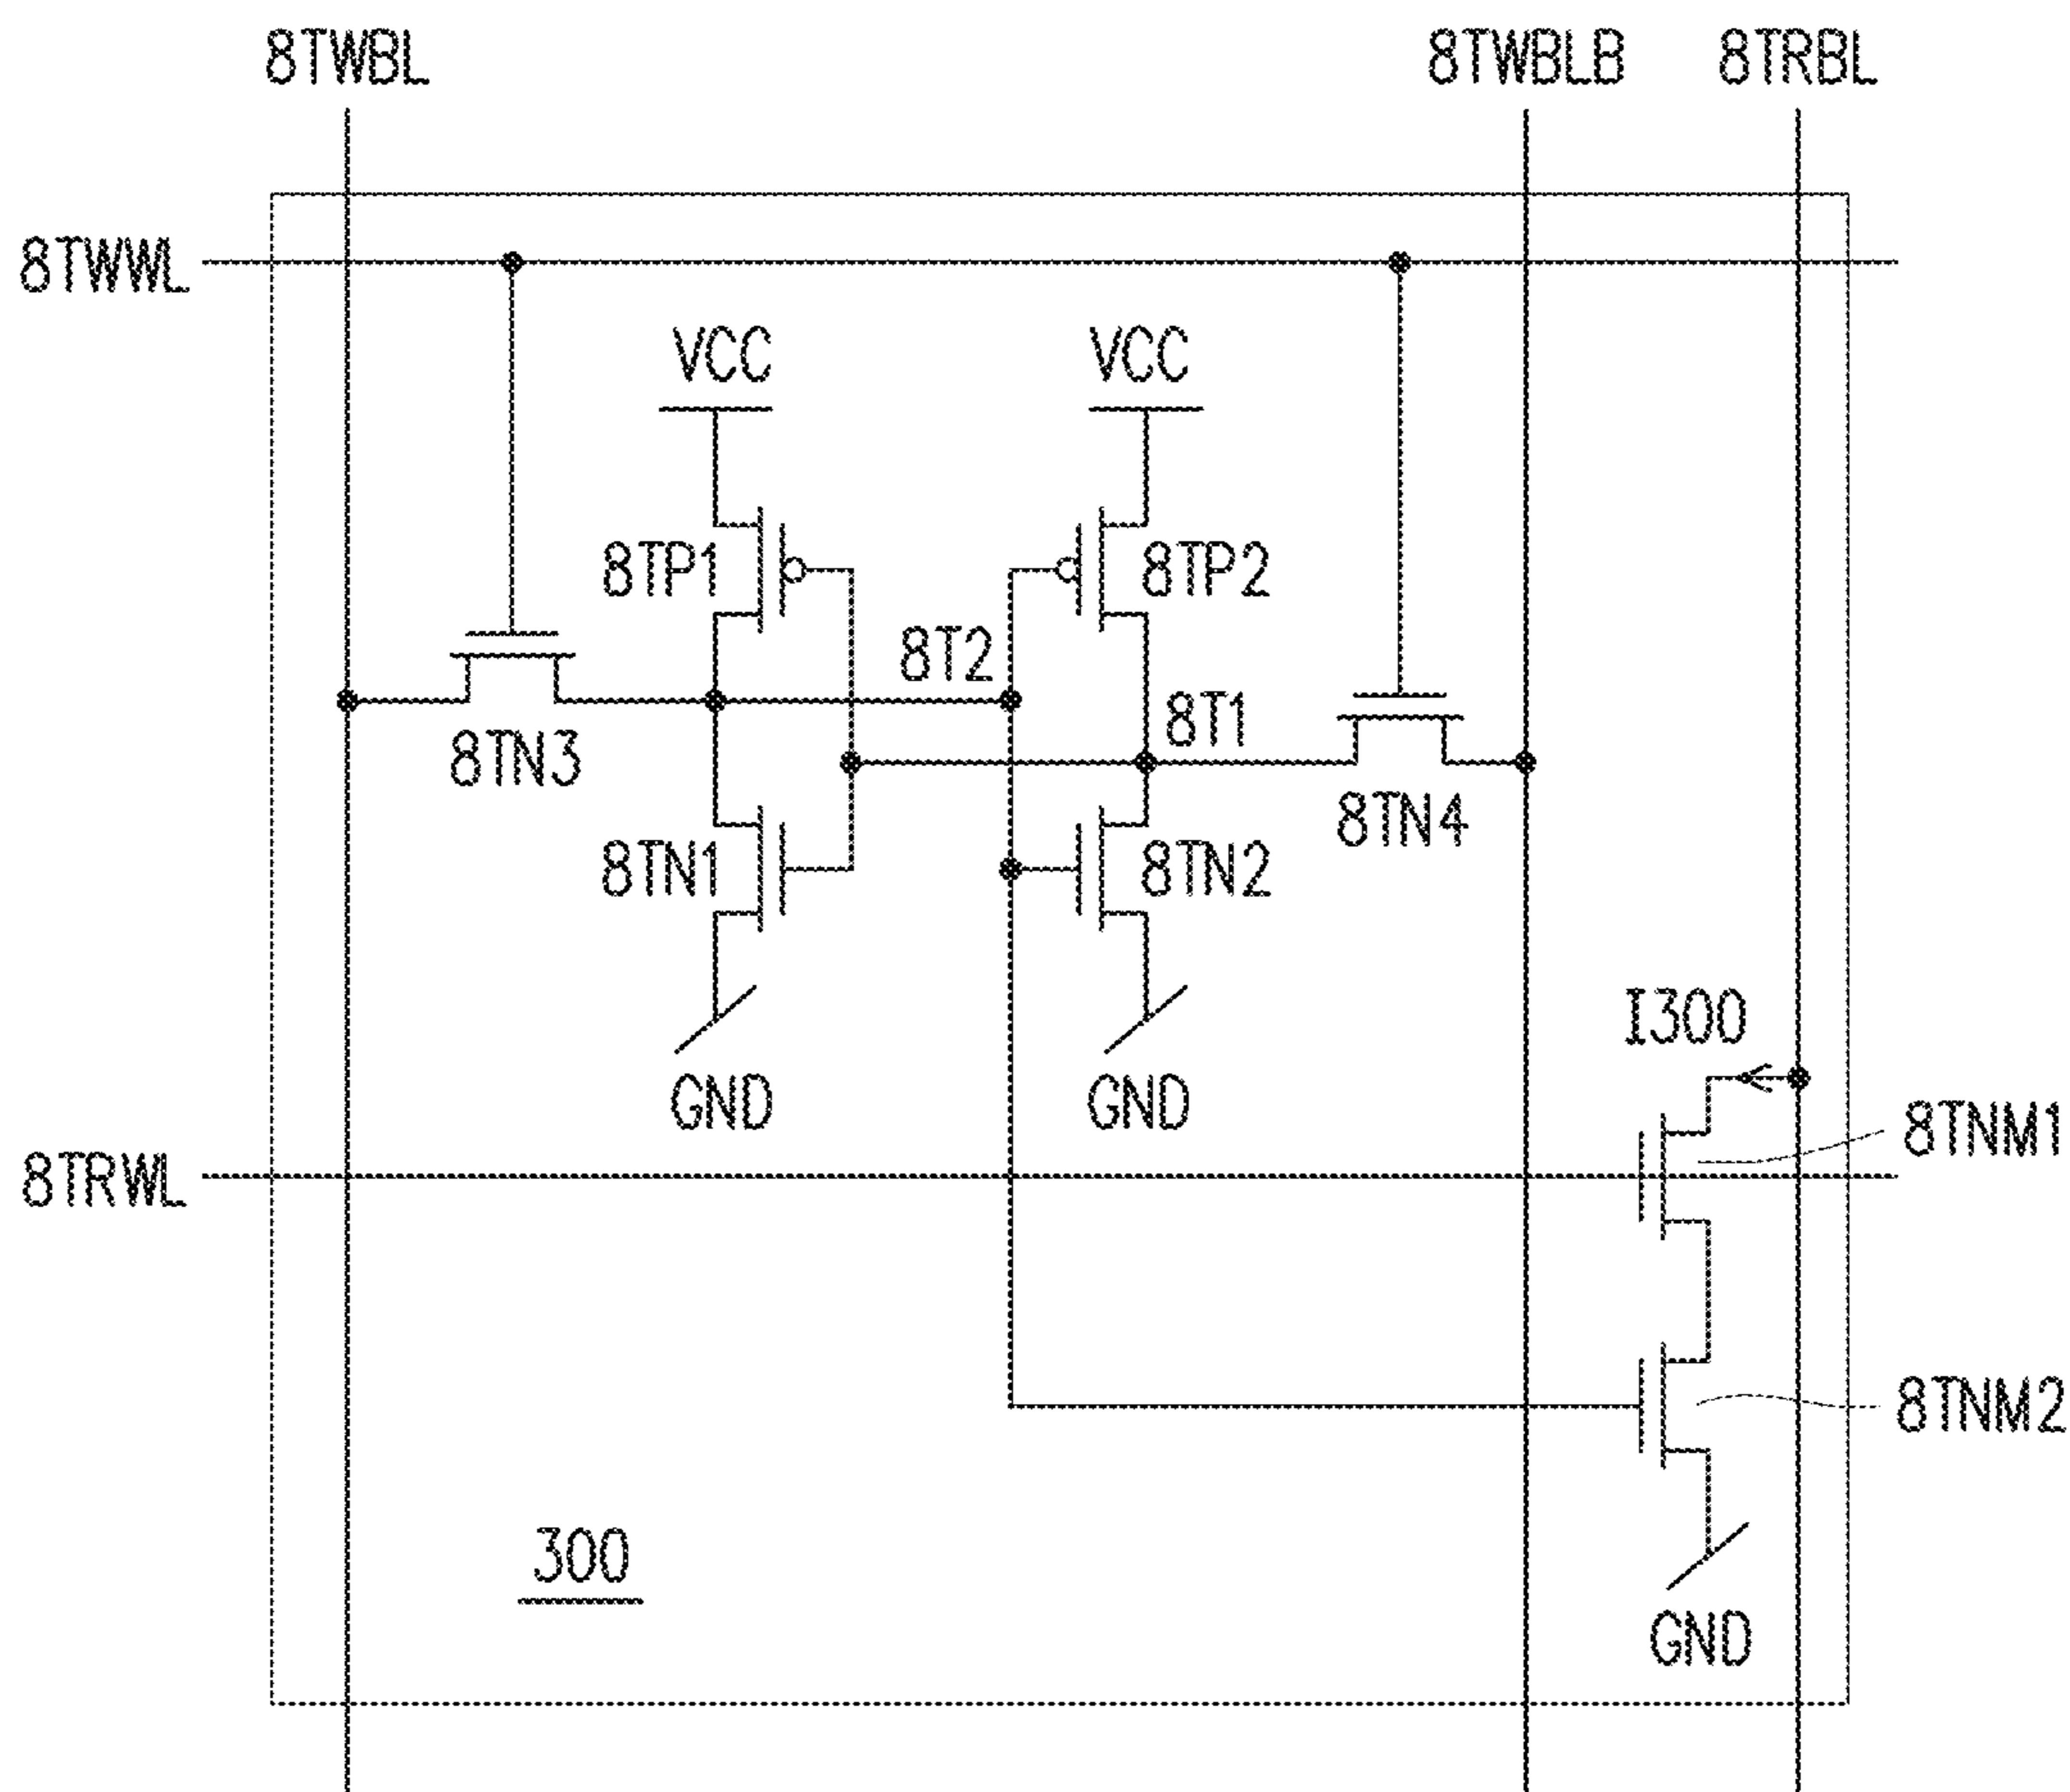 8TWBL
8TWBLB
8TRBL
8TWWL
VCC
VCC
8TP1
8TP2
8T2
8T1
8TN3
8TN4
8TN1
8TN2
I300
GND
GND
8TNM1
8TRWL
8TNM2
300
GND